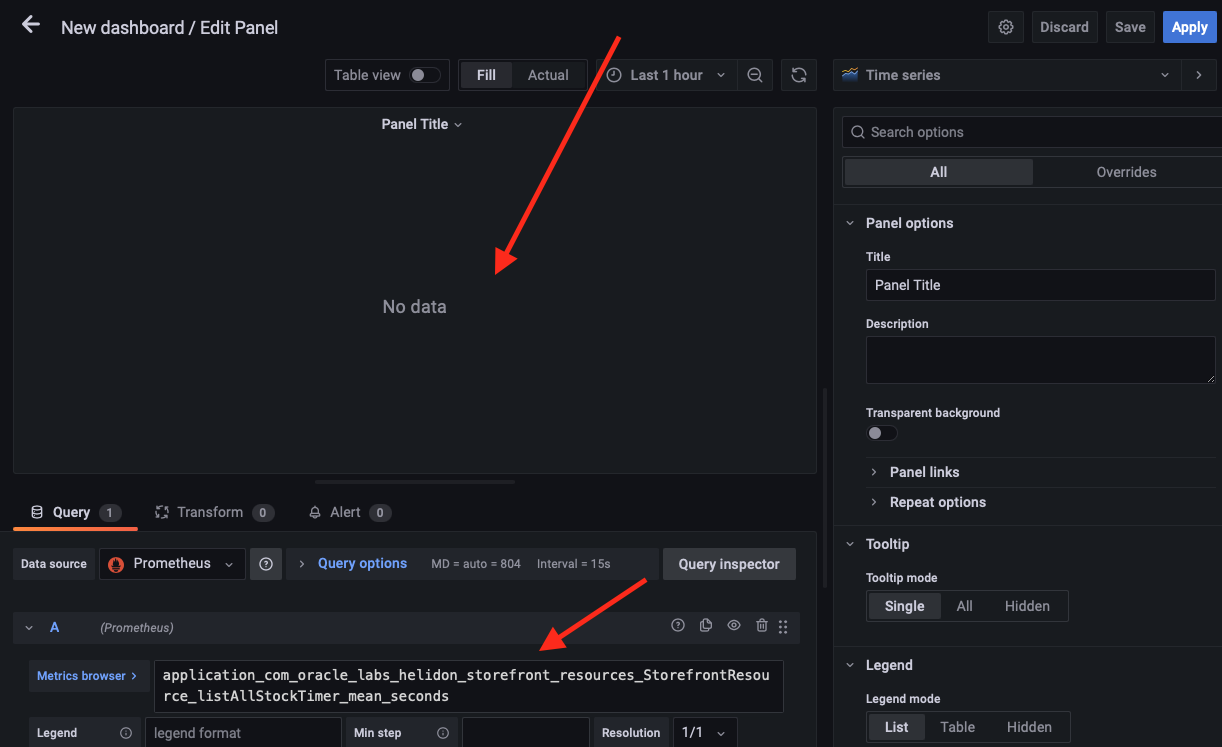 New dashboard / Edit Panel
Discard
Save
Apply
Table view
Fill
Actual
Last 1 hour
Time series
Panel Title
No data
Search options
All
Overrides
Panel options
Title
Panel Title
Description
Transparent background
Panel links
Repeat options
Tooltip
Tooltip mode
Single
All
Hidden
Legend
Legend mode
List
Table
Hidden
Query 1
Transform 0
Alert 0
Data source
Prometheus
Query options
MD = auto = 804
Interval = 15s
Query inspector
A
(Prometheus)
Metrics browser >
application_com_oracle_labs_helidon_storefront_resources_StorefrontResou
rce_listAllStockTimer_mean_seconds
Legend
legend format
Min step
Resolution
1/1